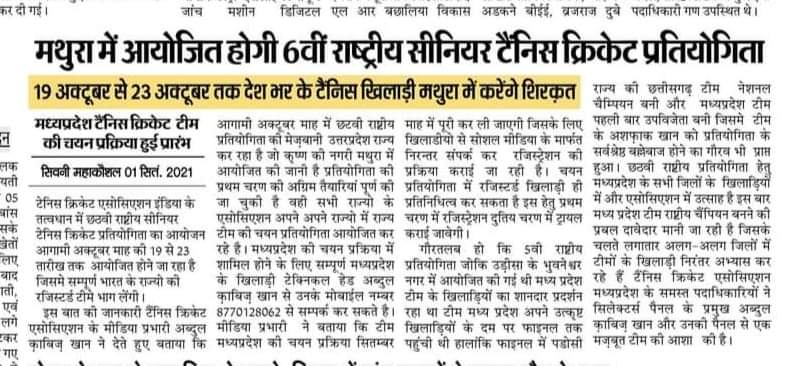 कर दी गई।
जांच मशीन डिजिटल एल आर बछालिया विकास अडकने बोईई, ब्रजराज दुबे पदाधिकारी गण उपस्थित थे।
मथुरा में आयोजित होगी 6वीं राष्ट्रीय सीनियर टैनिस क्रिकेट प्रतियोगिता
19 अक्टूबर से 23 अक्टूबर तक देश भर के टैनिस खिलाड़ी मथुरा में करेंगे शिरक़त
मध्यप्रदेश टैनिस क्रिकेट टीम
की चयन प्रक्रिया हुई प्रारंभ
सिवनी महाकौशल 01 सितं. 2021
टेनिस क्रिकेट एसोसिएशन इंडिया के
तत्वधान में छठवी राष्ट्रीय सीनियर
टेनिस क्रिकेट प्रतियोगिता का आयोजन
आगामी अक्टूबर माह की 19 से 23
तारीख तक आयोजित होने जा रहा है
जिसमे सम्पूर्ण भारत के राज्यो की
रजिस्टर्ड टीमे भाग लेंगी।
इस बात की जानकारी टैनिस क्रिकेट
एसोसिएशन के मीडिया प्रभारी अब्दुल
क़ाबिज़ खान ने देते हुए बताया कि
आगामी अक्टूबर माह में छटवी राष्ट्रीय
प्रतियोगिता की मेजबानी उत्तरप्रदेश राज्य
कर रहा है जो कृष्ण की नगरी मथुरा में
आयोजित की जानी है प्रतियोगिता की
प्रथम चरण की अग्रिम तैयारियां पूर्ण की
जा चुकी है वही सभी राज्यो के
एसोसिएशन अपने अपने राज्यो में राज्य
टीम की चयन प्रतियोगिता आयोजित कर
रहे है। मध्यप्रदेश की चयन प्रक्रिया में
शामिल होने के लिए सम्पूर्ण मध्यप्रदेश
के खिलाड़ी टेक्निकल हेड अब्दुल
क़ाबिज़ खान से उनके मोबाईल नम्बर
8770128062 से सम्पर्क कर सकते है।
मीडिया प्रभारी ने बताया कि टीम
मध्यप्रदेश की चयन प्रक्रिया सितम्बर
माह में पूरी कर ली जाएगी जिसके लिए
खिलाडीयो से सोशल मीडिया के मार्फत
निरन्तर संपर्क कर रजिस्ट्रेशन की
प्रक्रिया कराई जा रही है। चयन
प्रतियोगिता में रजिस्टर्ड खिलाड़ी ही
प्रतिनिधित्व कर सकता है इस हेतु प्रथम
चरण में रजिस्ट्रेशन दुतिय चरण में ट्रायल
कराई जावेगी।
गौरतलब हो कि 5वी राष्ट्रीय
प्रतियोगिता जोकि उड़ीसा के भुवनेश्वर
नगर में आयोजित की गई थी मध्य प्रदेश
टीम के खिलाड़ियों का शानदार प्रदर्शन
रहा था टीम मध्य प्रदेश अपने उत्कृष्ट
खिलाड़ियों के दम पर फाइनल तक
पहुंची थी हालांकि फाइनल में पडोसी
राज्य की छत्तीसगढ़ टीम नेशनल
चैम्पियन बनी और मध्यप्रदेश टीम
पहली बार उपविजेता बनी जिसमे टीम
के अशफाक खान को प्रतियोगिता के
सर्वश्रेष्ठ बल्लेबाज होने का गौरव भी प्राप्त
हुआ। छठवी राष्ट्रीय प्रतियोगिता हेतु
मध्यप्रदेश के सभी जिलों के खिलाड़ियों
में और एसोसिएशन में उत्साह है इस बार
मध्य प्रदेश टीम राष्ट्रीय चैंपियन बनने की
प्रबल दावेदार मानी जा रही है जिसके
चलते लगातार अलग-अलग जिलों में
टीमों के खिलाड़ी निरंतर अभ्यास कर
रहे हैं टैनिस क्रिकेट एसोसिएशन
मध्यप्रदेश के समस्त पदाधिकारीयों ने
सिलेक्टर्स पैनल के प्रमुख अब्दुल
क़ाबिज़ खान और उनकी पैनल से एक
मज़बूत टीम की आशा की है।